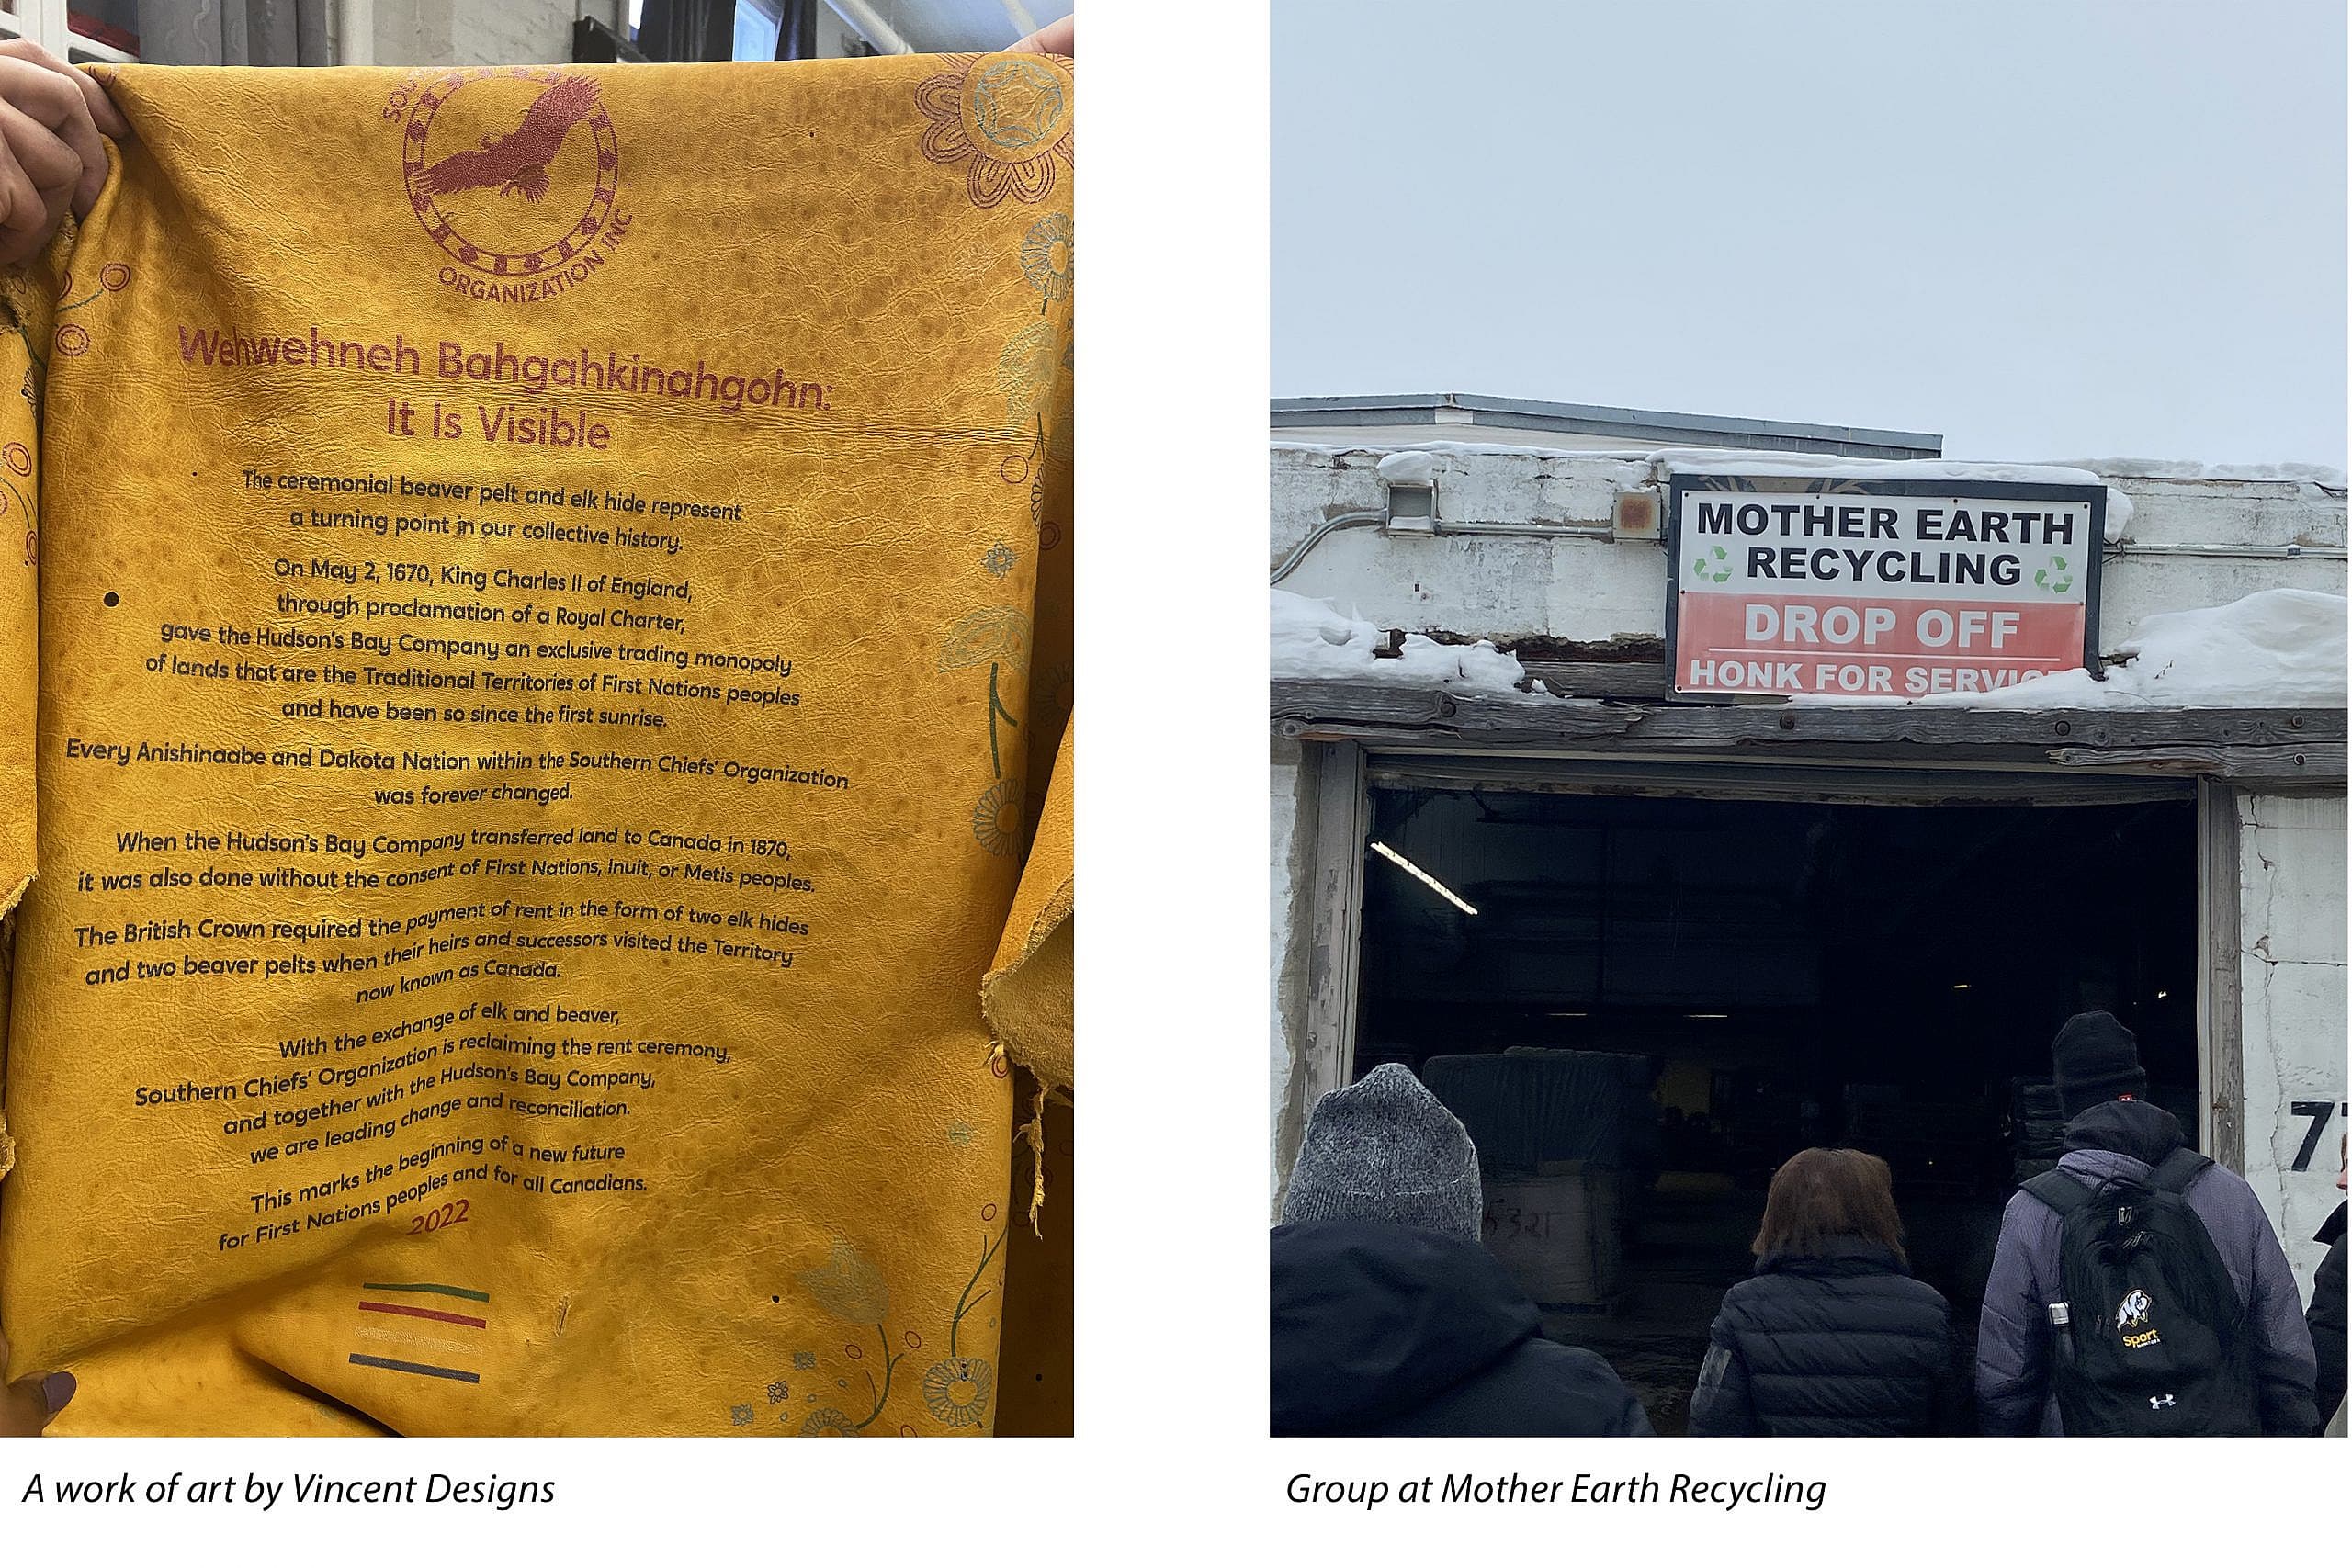 SOU
ORGANIZATION INC.
Wehwehneh Bahgahkinahgohn:
It Is Visible
The ceremonial beaver pelt and elk hide represent
a turning point in our collective history.
On May 2, 1670, King Charles II of England,
through proclamation of a Royal Charter,
gave the Hudson's Bay Company an exclusive trading monopoly
of lands that are the Traditional Territories of First Nations peoples
and have been so since the first sunrise.
Every Anishinaabe and Dakota Nation within the Southern Chiefs' Organization
was forever changed.
When the Hudson's Bay Company transferred land to Canada in 1870,
it was also done without the consent of First Nations, Inuit, or Metis peoples.
The British Crown required the payment of rent in the form of two elk hides
and two beaver pelts when their heirs and successors visited the Territory
now known as Canada.
With the exchange of elk and beaver,
Southern Chiefs' Organization is reclaiming the rent ceremony,
and together with the Hudson's Bay Company,
we are leading change and reconciliation.
This marks the beginning of a new future
for First Nations peoples and for all Canadians.
2022
A work of art by Vincent Designs
MOTHER EARTH
RECYCLING
DROP OFF
HONK FOR SERVICE
7
321
Sport
Group at Mother Earth Recycling